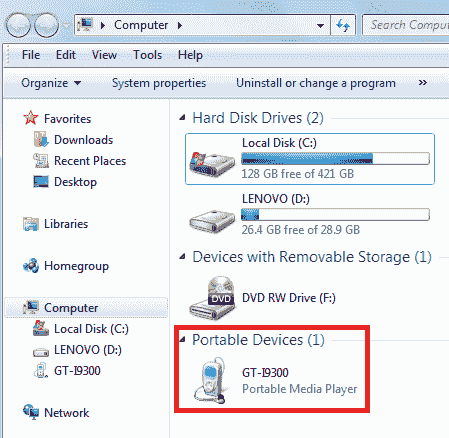 Computer
Search Compu
File Edit View Tools Help
Organize System properties Uninstall or change a program »
Favorites
Downloads
Recent Places
Desktop
Libraries
Homegroup
Computer
Local Disk (C:)
LENOVO (D:)
GT-I9300
Network
Hard Disk Drives (2)
Local Disk (C:)
128 GB free of 421 GB
LENOVO (D:)
26.4 GB free of 28.9 GB
Devices with Removable Storage (1)
DVD
DVD RW Drive (F:)
Portable Devices (1)
GT-I9300
Portable Media Player